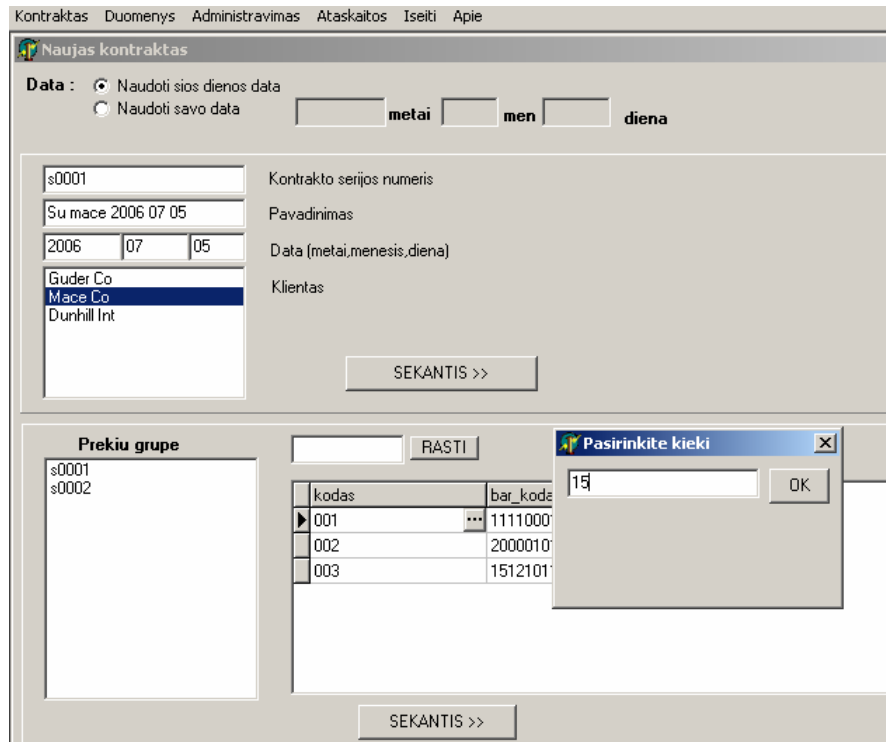 Kontraktas Duomenys Administravimas Ataskaitos Iseiti Apie
Naujas kontraktas
Data : Naudoti sios dienos data
Naudoti savo data metai men diena
s0001 Kontrakto serijos numeris
Su mace 2006 07 05 Pavadinimas
2006 07 05 Data (metai,menesis,diena)
Guder Co Klientas
Mace Co
Dunhill Int
SEKANTIS >>
Prekiu grupe
s0001
s0002
RASTI
kodas bar_koda
001 ... 11110001
002 2000010
003 1512101
Pasirinkite kieki
15 OK
SEKANTIS >>